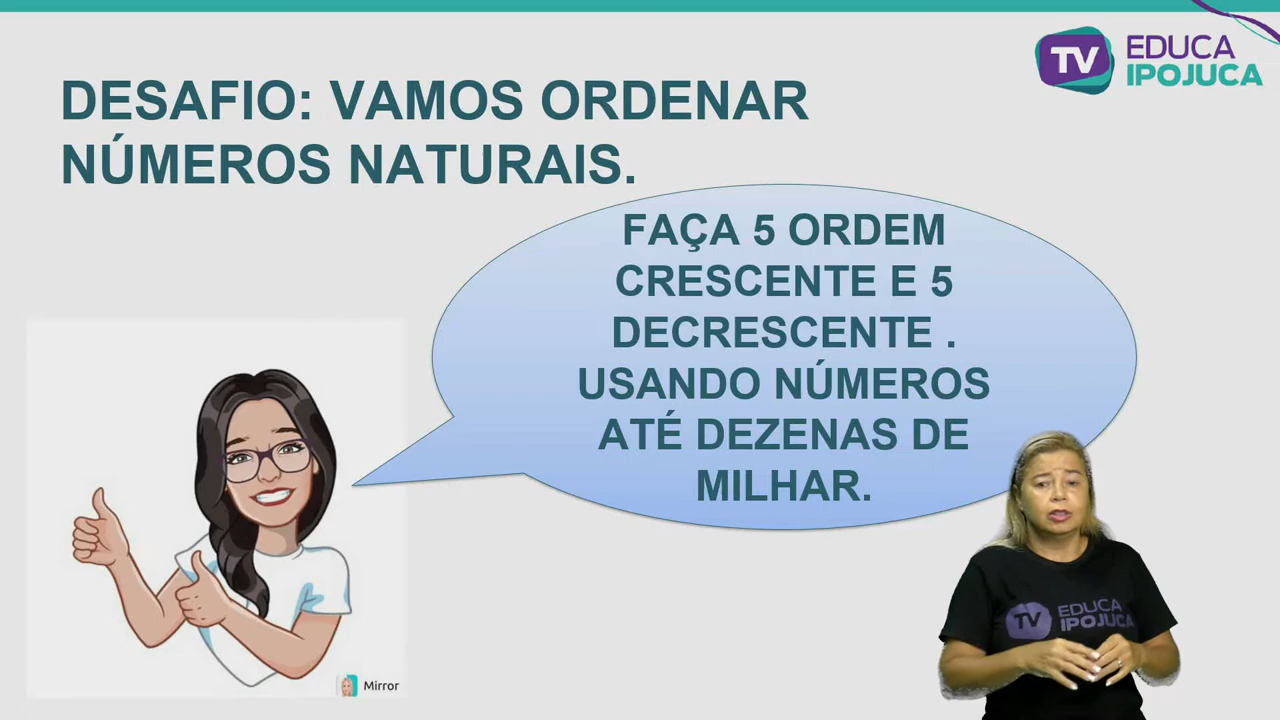 TV EDUCA
IPOJUCA
DESAFIO: VAMOS ORDENAR
NÚMEROS NATURAIS.
FAÇA 5 ORDEM
CRESCENTE E 5
DECRESCENTE .
USANDO NÚMEROS
ATÉ DEZENAS DE
MILHAR.
Mirror
TV EDUCA
IPOJUCA